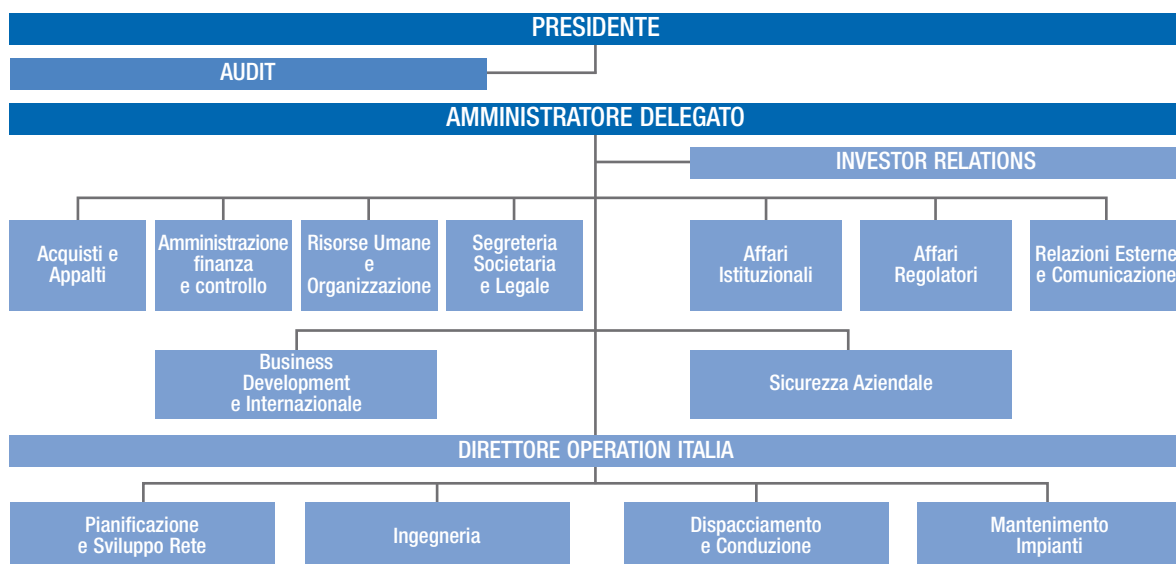 PRESIDENTE
AUDIT
AMMINISTRATORE DELEGATO
INVESTOR RELATIONS
Acquisti e
Appalti
Amministrazione
finanza
e controllo
Risorse Umane
e
Organizzazione
Segreteria
Societaria
e Legale
Affari
Istituzionali
Affari
Regolatori
Relazioni Esterne
e Comunicazione
Business
Development
e Internazionale
Sicurezza Aziendale
DIRETTORE OPERATION ITALIA
Pianificazione
e Sviluppo Rete
Ingegneria
Dispacciamento
e Conduzione
Mantenimento
Impianti